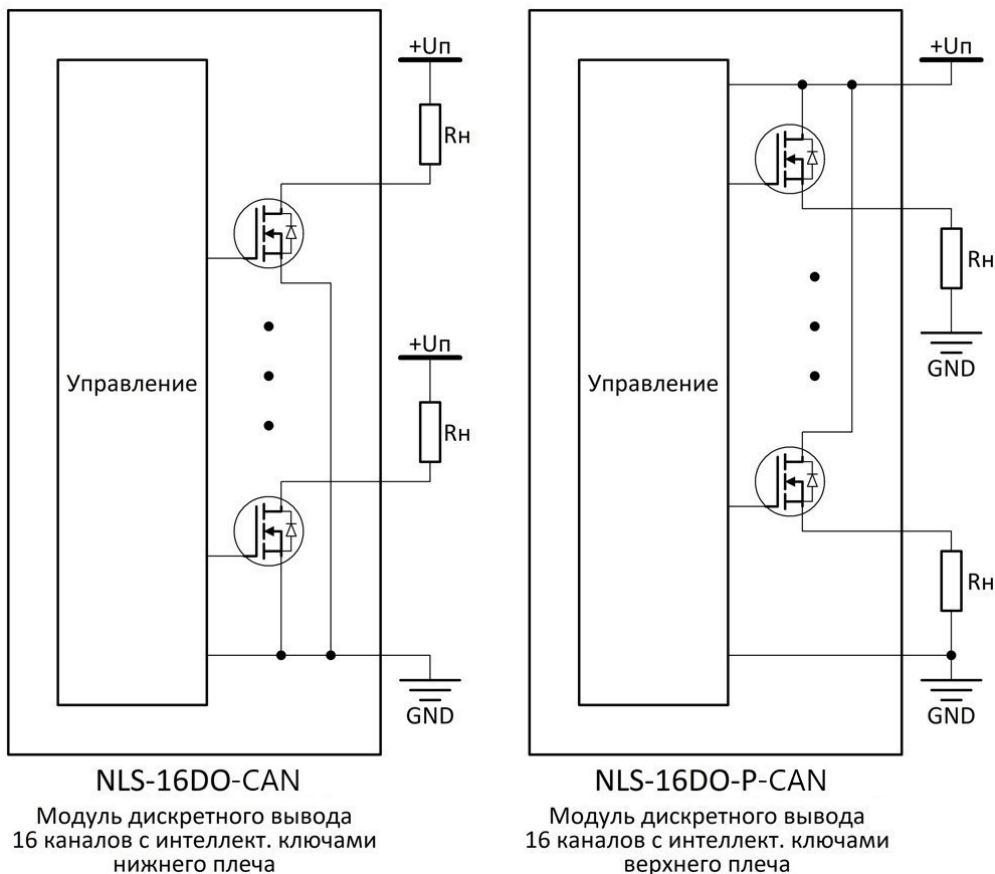 +Uп
Rн
+Uп
Управление
Rн
GND
NLS-16DO-CAN
Модуль дискретного вывода
16 каналов с интеллект. ключами
нижнего плеча
+Uп
Rн
GND
Управление
Rн
GND
NLS-16DO-P-CAN
Модуль дискретного вывода
16 каналов с интеллект. ключами
верхнего плеча